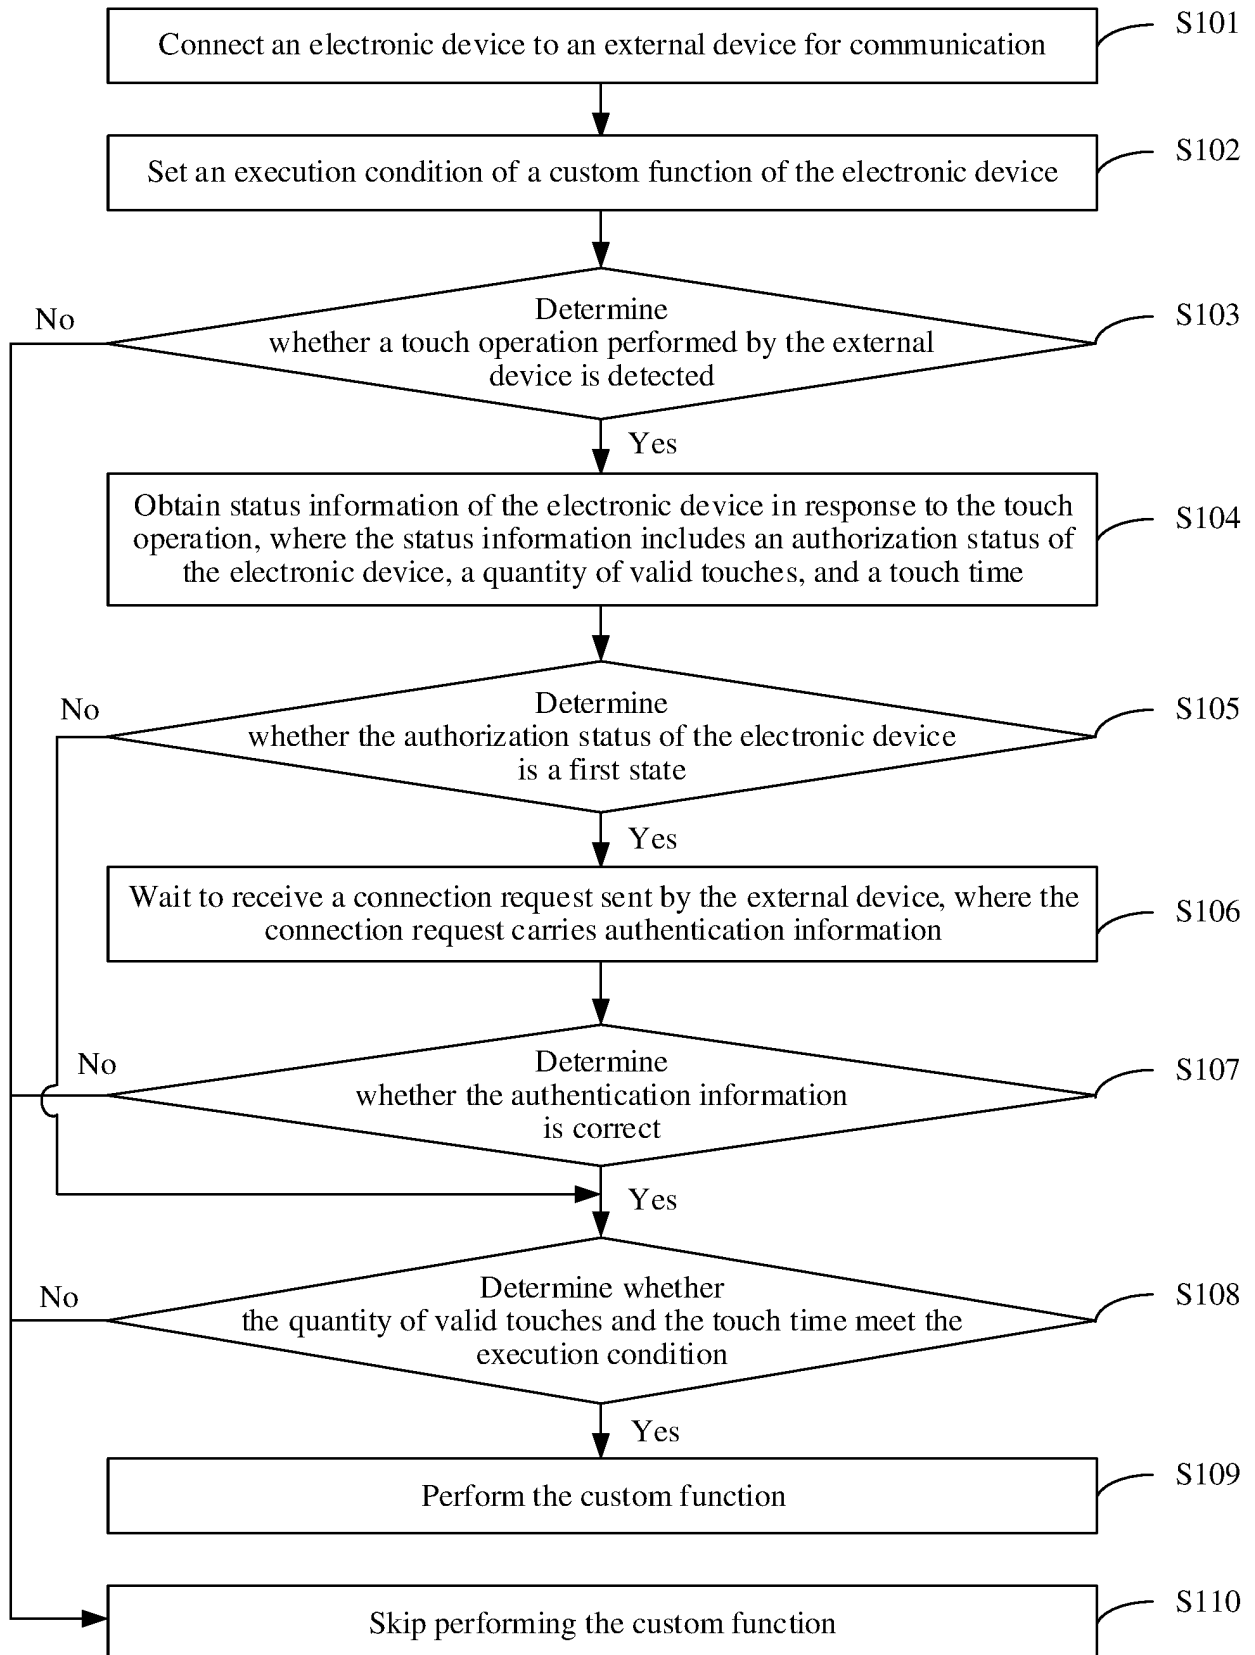 Connect an electronic device to an external device for communication
S101
Set an execution condition of a custom function of the electronic device
S102
No
Determine
whether a touch operation performed by the external
device is detected
S103
Yes
Obtain status information of the electronic device in response to the touch
operation, where the status information includes an authorization status of
the electronic device, a quantity of valid touches, and a touch time
S104
No
Determine
whether the authorization status of the electronic device
is a first state
S105
Yes
Wait to receive a connection request sent by the external device, where the
connection request carries authentication information
S106
No
Determine
whether the authentication information
is correct
S107
Yes
No
Determine whether
the quantity of valid touches and the touch time meet the
execution condition
S108
Yes
Perform the custom function
S109
Skip performing the custom function
S110